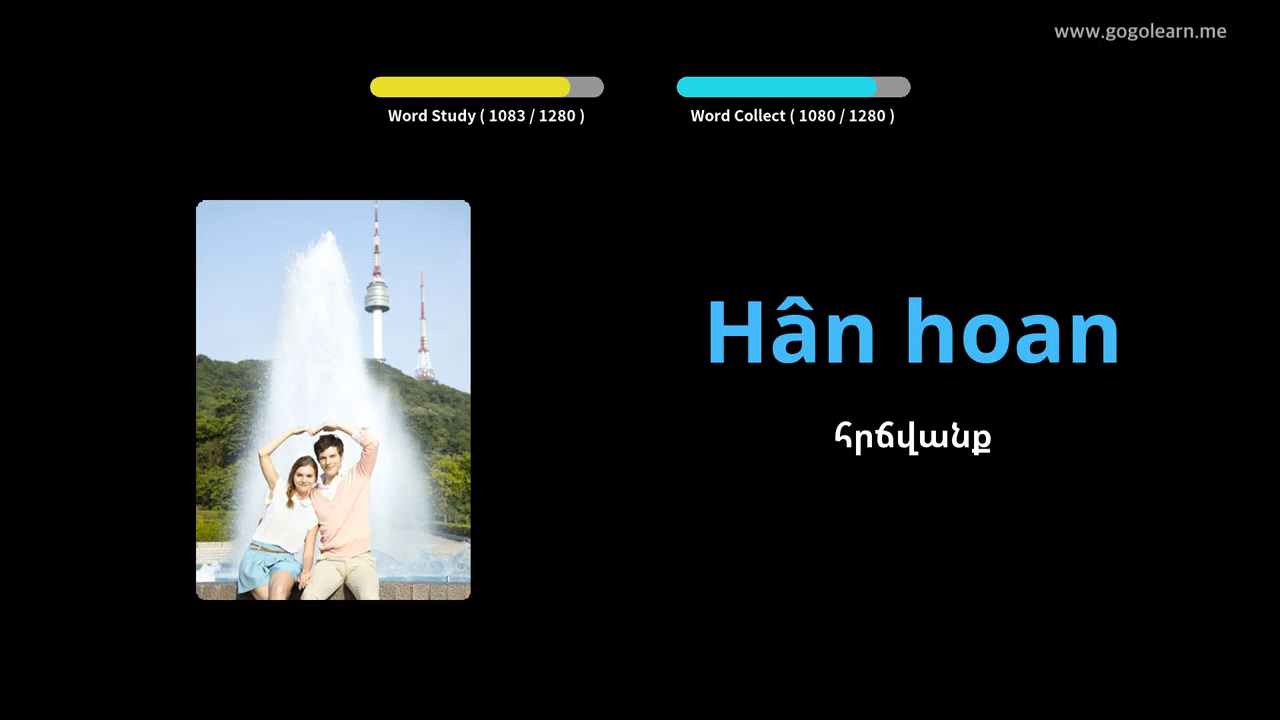 www.gogolearn.me
Word Study ( 1083 / 1280 )
Word Collect ( 1080 / 1280 )
Hân hoan
հրճվանք